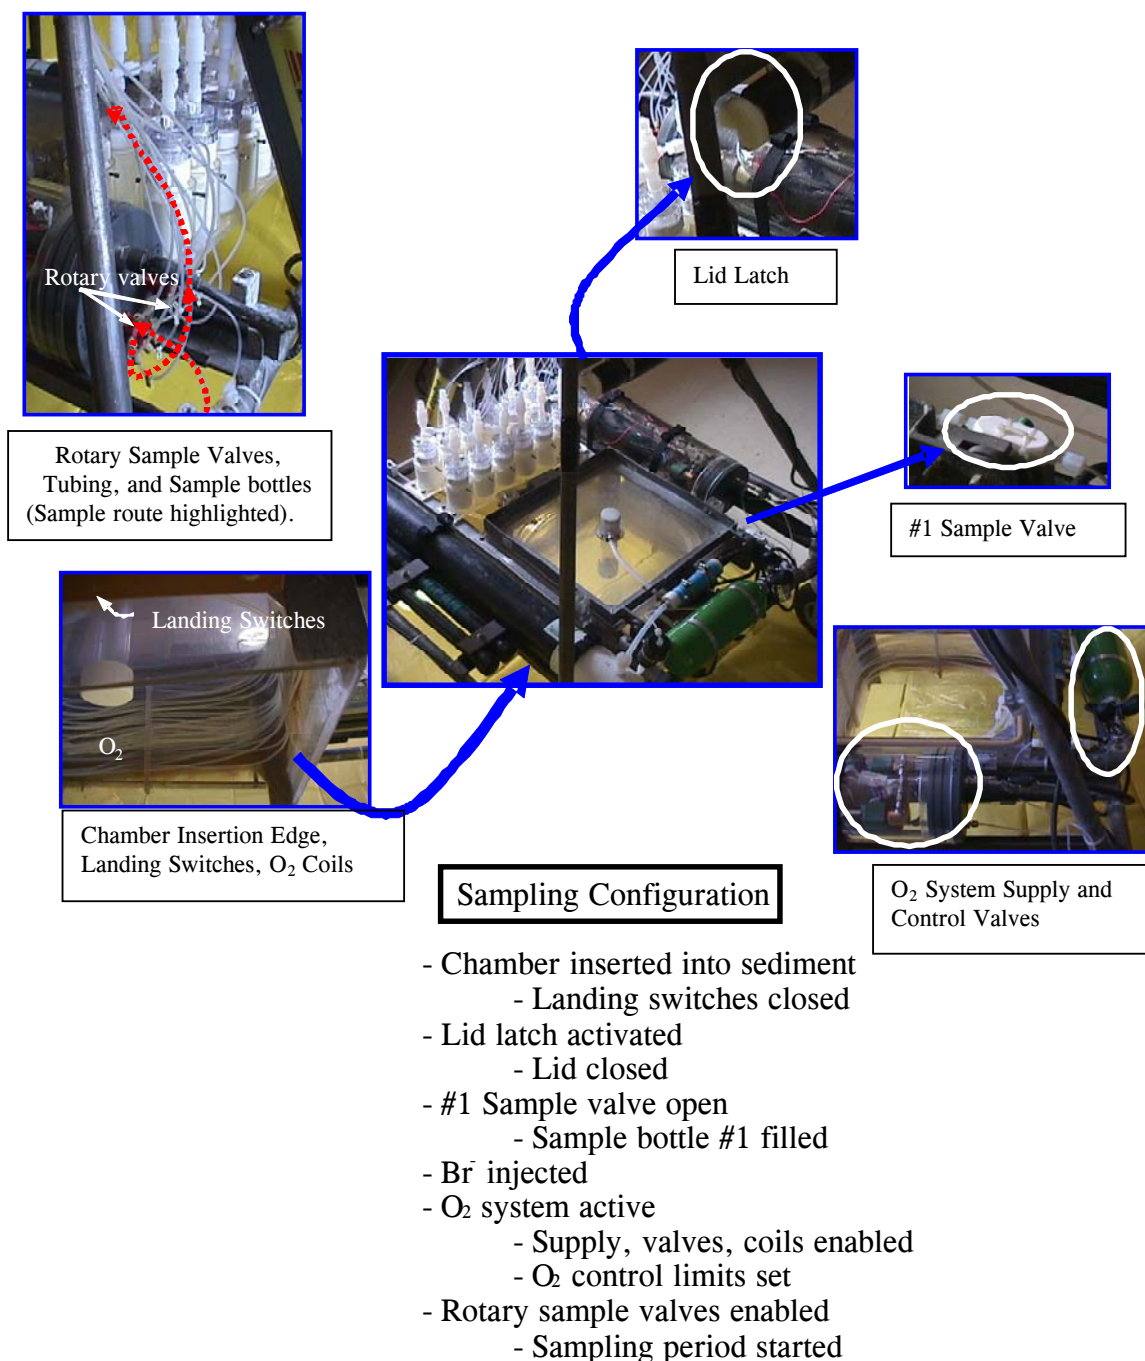 Rotary valves
Lid Latch
Rotary Sample Valves,
Tubing, and Sample bottles
(Sample route highlighted).
#1 Sample Valve
Landing Switches
O₂
Chamber Insertion Edge,
Landing Switches, O₂ Coils
O₂ System Supply and
Control Valves
Sampling Configuration
- Chamber inserted into sediment
- Landing switches closed
- Lid latch activated
- Lid closed
- #1 Sample valve open
- Sample bottle #1 filled
- Br⁻ injected
- O₂ system active
- Supply, valves, coils enabled
- O₂ control limits set
- Rotary sample valves enabled
- Sampling period started